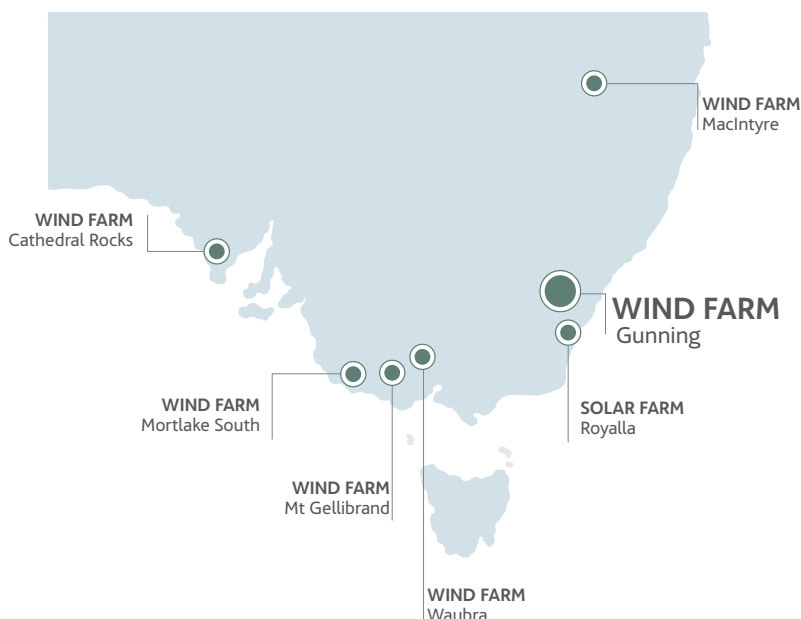 WIND FARM
MacIntyre
WIND FARM
Cathedral Rocks
WIND FARM
Gunning
WIND FARM
Mortlake South
SOLAR FARM
Royalla
WIND FARM
Mt Gellibrand
WIND FARM
Waubra